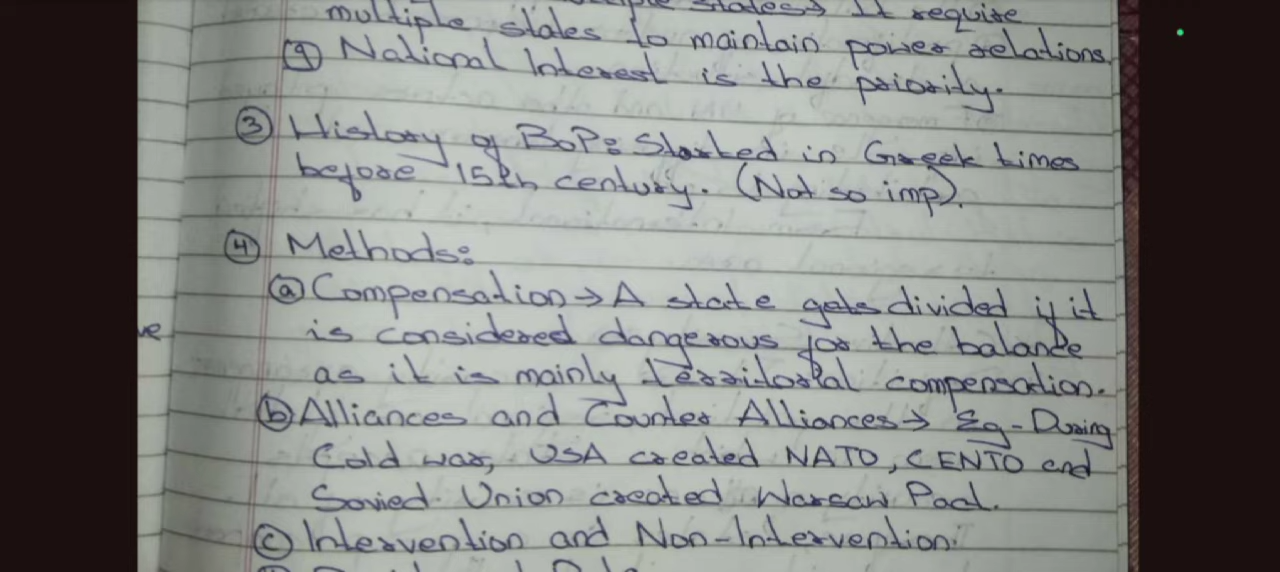 multiple states to maintain power relations.
(g) National Interest is the priority.
③ History of BoP: Started in Greek times
before 15th century. (Not so imp).
④ Methods:
ⓐ Compensation → A state gets divided if it
is considered dangerous for the balance
ve
as it is mainly territorial compensation.
ⓑ Alliances and Counter Alliances → Eg - During
Cold war, USA created NATO, CENTO and
Sovied Union created Warsaw Pact.
ⓒ Intervention and Non-Intervention: